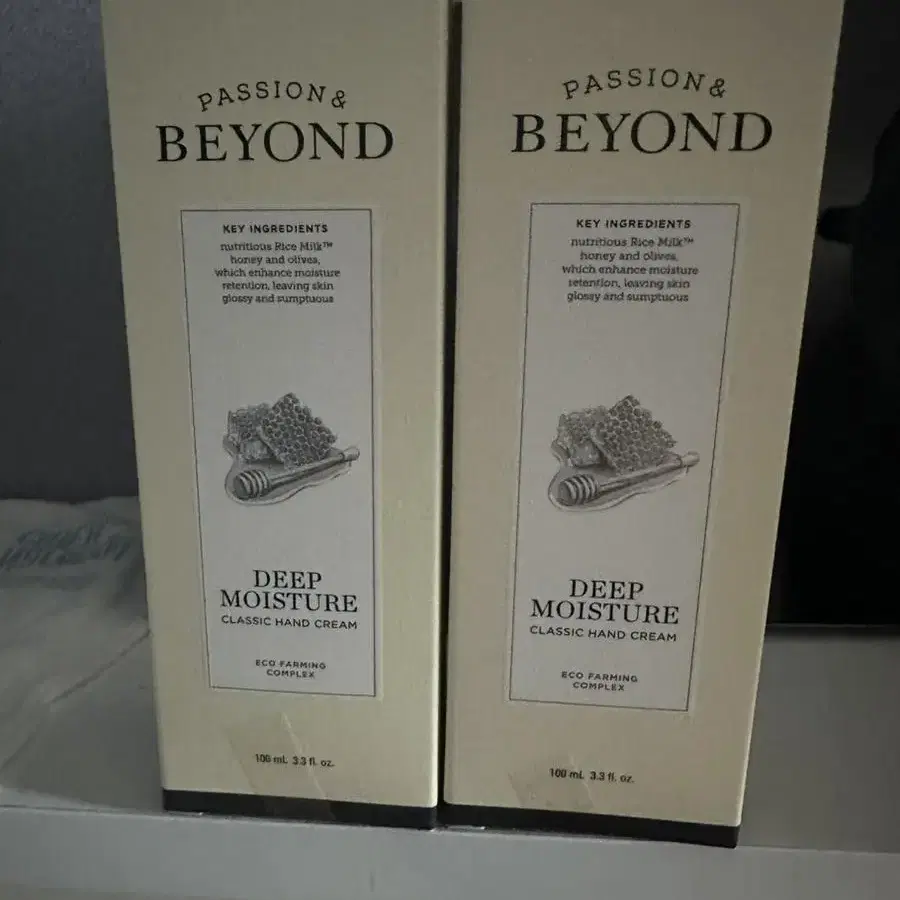 PASSION &
BEYOND
KEY INGREDIENTS
nutritious Rice Milk™
honey and olives,
which enhance moisture
retention, leaving skin
glossy and sumptuous
DEEP
MOISTURE
CLASSIC HAND CREAM
ECO FARMING
COMPLEX
100 mL 3.3 fl. oz.
PASSION &
BEYOND
KEY INGREDIENTS
nutritious Rice Milk™
honey and olives,
which enhance moisture
retention, leaving skin
glossy and sumptuous
DEEP
MOISTURE
CLASSIC HAND CREAM
ECO FARMING
COMPLEX
100 mL 3.3 fl. oz.